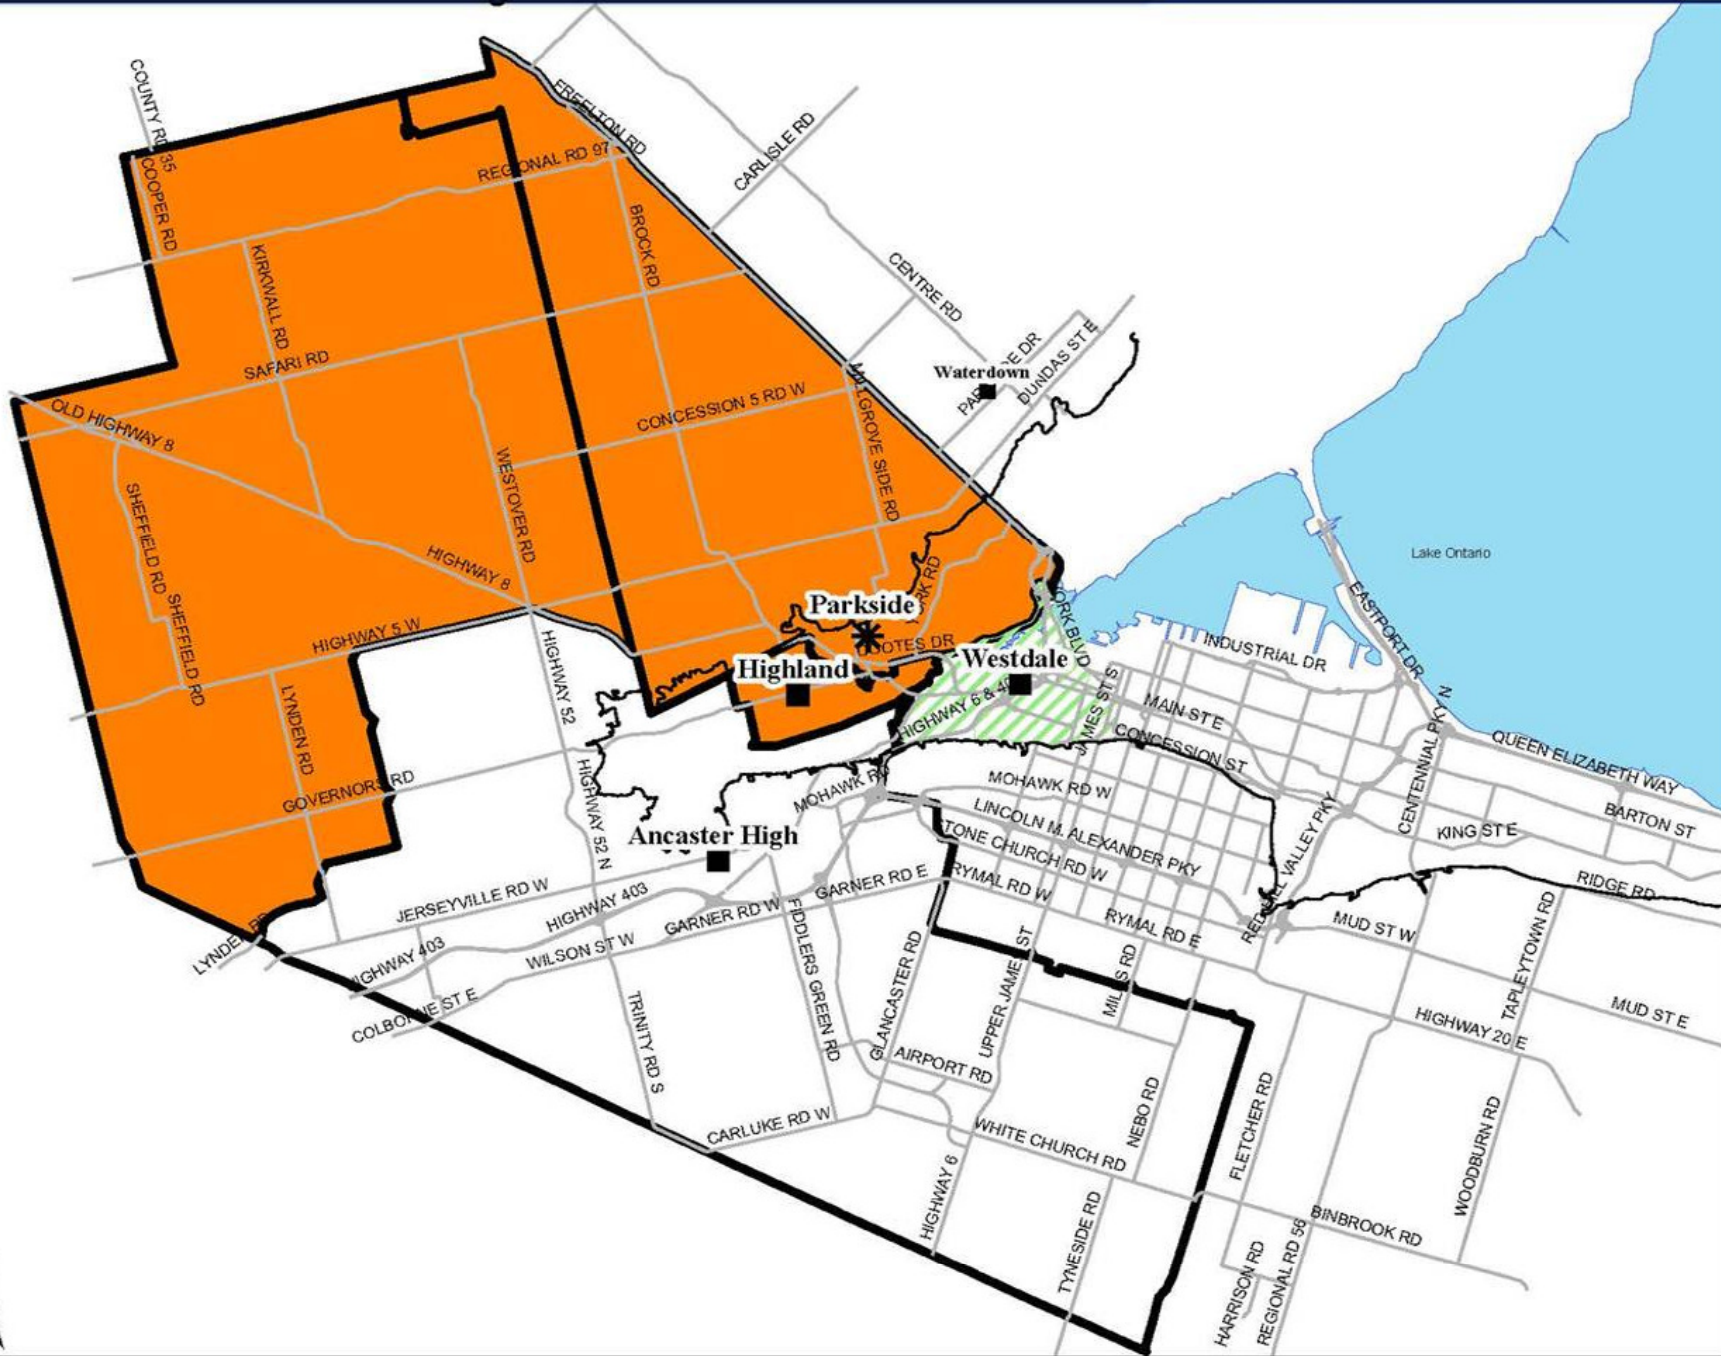 COUNTY RD 35
COOPER RD
FREELTON RD
REGIONAL RD 97
CARLISLE RD
BROCK RD
KIRKWALL RD
CENTRE RD
SAFARI RD
DUNDAS ST E
Waterdown
OLD HIGHWAY 8
CONCESSION 5 RD W
MILLGROVE SIDE RD
WESTOVER RD
SHEFFIELD RD
HIGHWAY 8
Lake Ontario
SHEFFIELD RD
Parkside
YORK BLVD
EASTPORT DR
HIGHWAY 5 W
HIGHWAY 52
Highland
Westdale
INDUSTRIAL DR
LYNDEN RD
HIGHWAY 6 &
JAMES ST S
MAIN ST E
CONCESSION ST
CENTENNIAL PKY N
QUEEN ELIZABETH WAY
GOVERNORS RD
HIGHWAY 52 N
MOHAWK RD
MOHAWK RD W
BARTON ST
Ancaster High
LINCOLN M. ALEXANDER PKY
KING ST E
STONE CHURCH RD W
RED HILL VALLEY PKY
JERSEYVILLE RD W
HIGHWAY 403
GARNER RD E
RYMAL RD W
RIDGE RD
LYNDEN RD
GARNER RD W
FIDDLERS GREEN RD
RYMAL RD E
MUD ST W
HIGHWAY 403
WILSON ST W
GLANCASTER RD
UPPER JAMES ST
MILES RD
TAPLEYTOWN RD
MUD ST E
COLBORNE ST E
TRINITY RD S
HIGHWAY 20 E
AIRPORT RD
NEBO RD
FLETCHER RD
WOODBURN RD
CARLUKE RD W
WHITE CHURCH RD
HIGHWAY 6
TYNESIDE RD
BINBROOK RD
HARRISON RD
REGIONAL RD 56